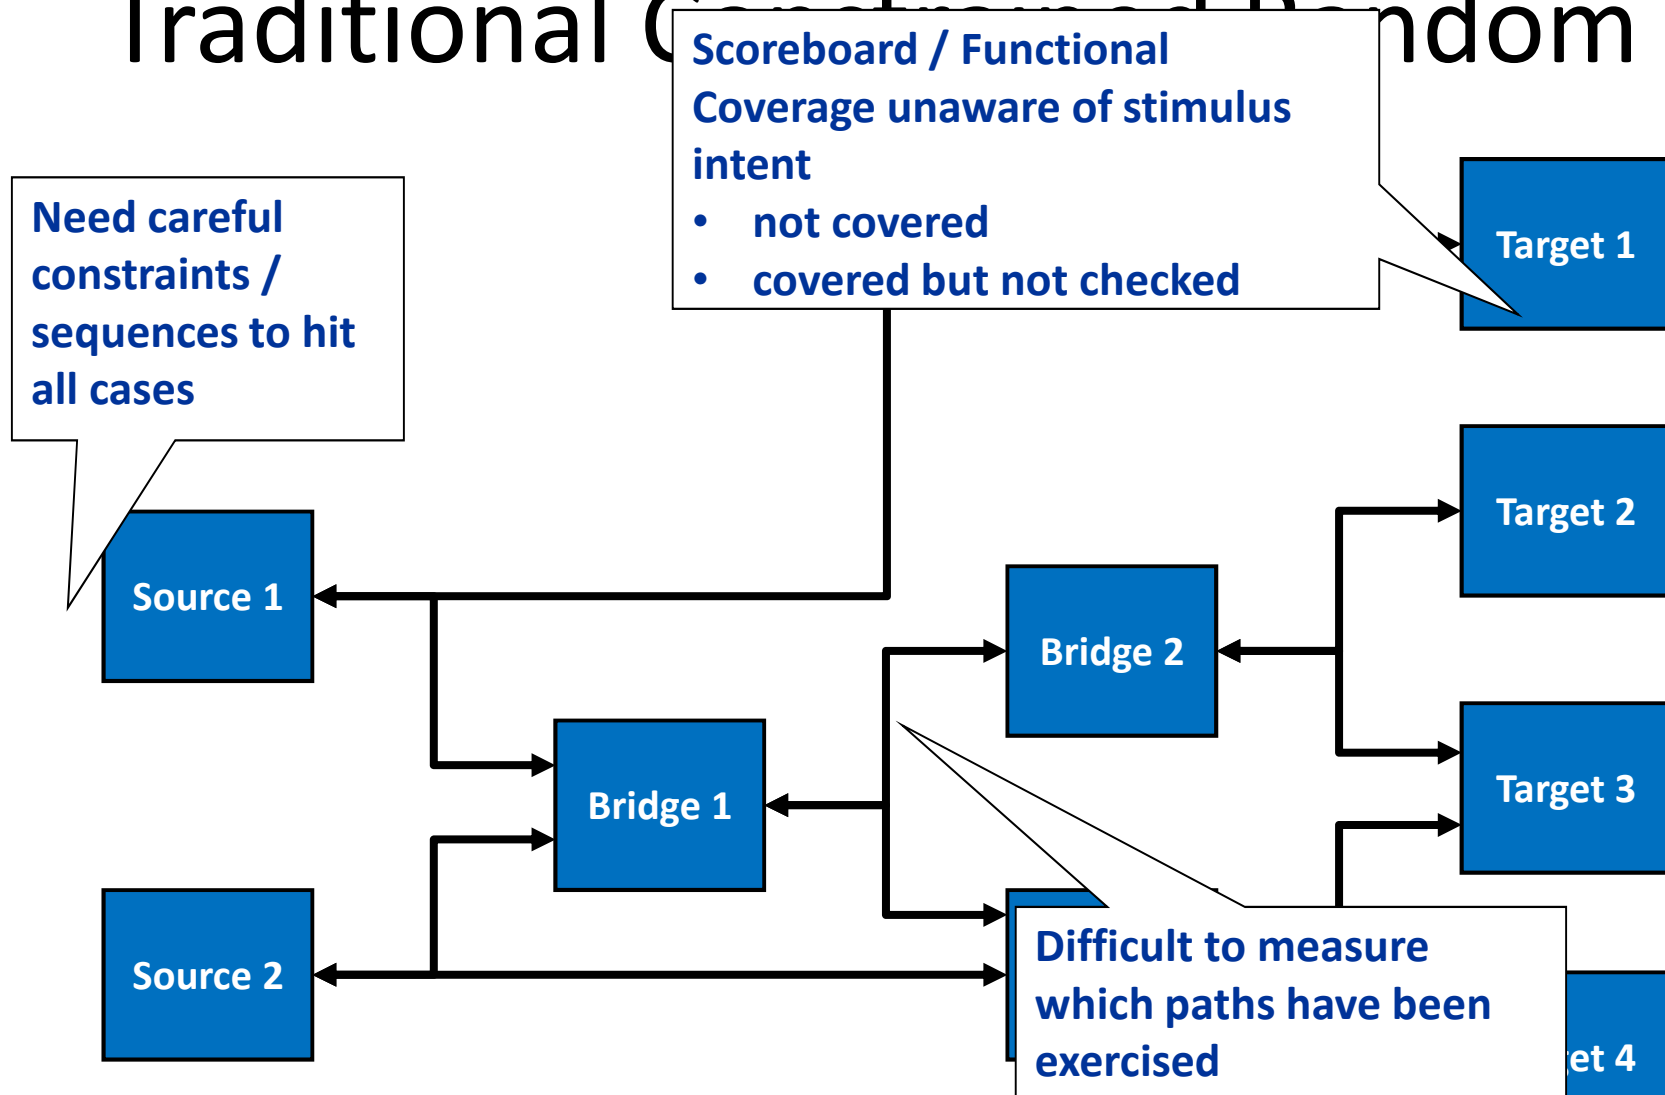 Traditional Constrained Random
Scoreboard / Functional
Coverage unaware of stimulus
intent
• not covered
• covered but not checked
Need careful
constraints /
sequences to hit
all cases
Target 1
Target 2
Source 1
Bridge 2
Target 3
Bridge 1
Source 2
Difficult to measure
which paths have been
exercised
4